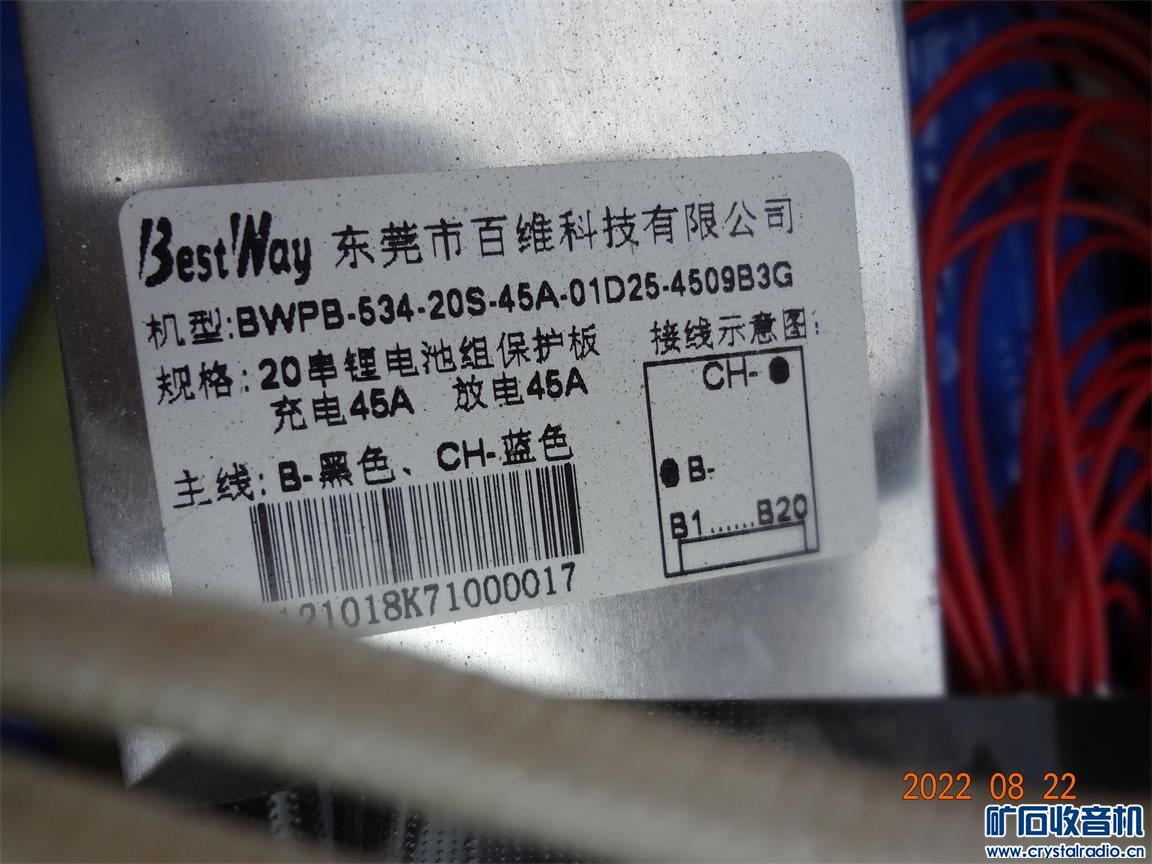 BestWay 东莞市百维科技有限公司
机型:BWPB-534-20S-45A-01D25-4509B3G
规格:20串锂电池组保护板
充电45A 放电45A
接线示意图:
CH-
B-
B1......B20
主线:B-黑色、CH-蓝色
121018K71000017
2022 08 22
矿石收音机
www.crystalradio.cn